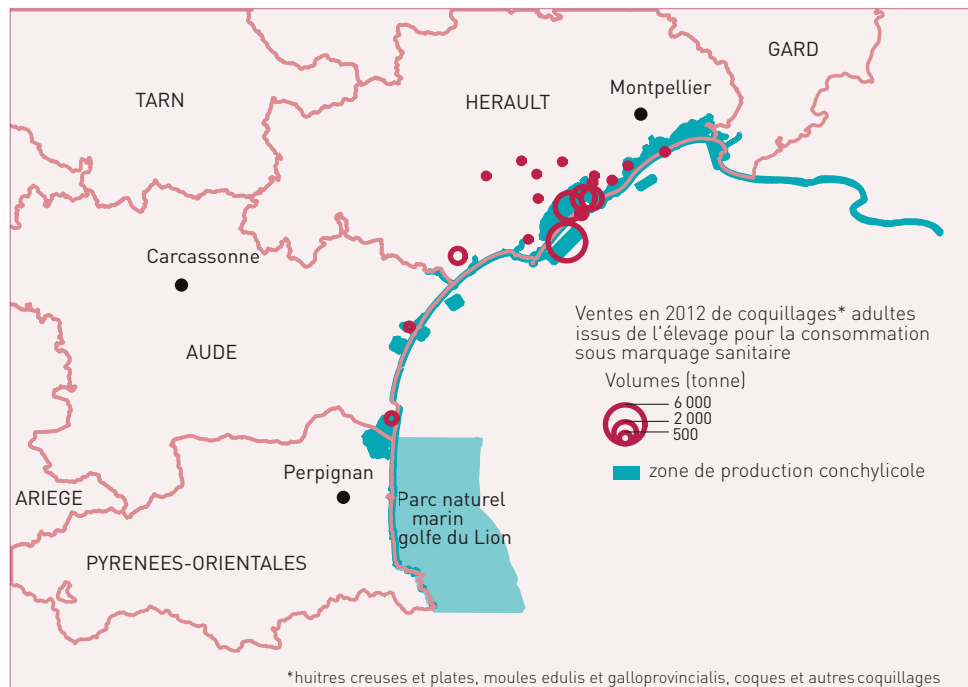 GARD
Montpellier
TARN
HERAULT
Carcassonne
AUDE
Ventes en 2012 de coquillages* adultes
issus de l'élevage pour la consommation
sous marquage sanitaire
Volumes (tonne)
6 000
2 000
500
zone de production conchylicole
Perpignan
ARIEGE
Parc naturel
marin
golfe du Lion
PYRENEES-ORIENTALES
*huitres creuses et plates, moules edulis et galloprovincialis, coques et autres coquillages